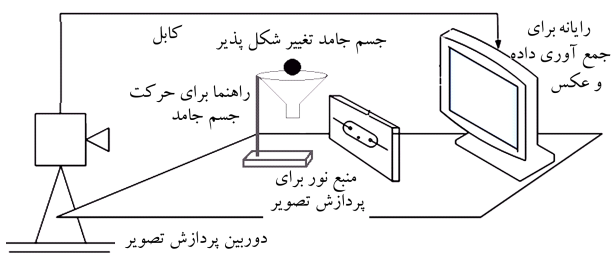 رایانه برای
جمع آوری داده
و عکس
کابل
جسم جامد تغییر شکل پذیر
راهنما برای حرکت
جسم جامد
منبع نور برای
پردازش تصویر
دوربین پردازش تصویر